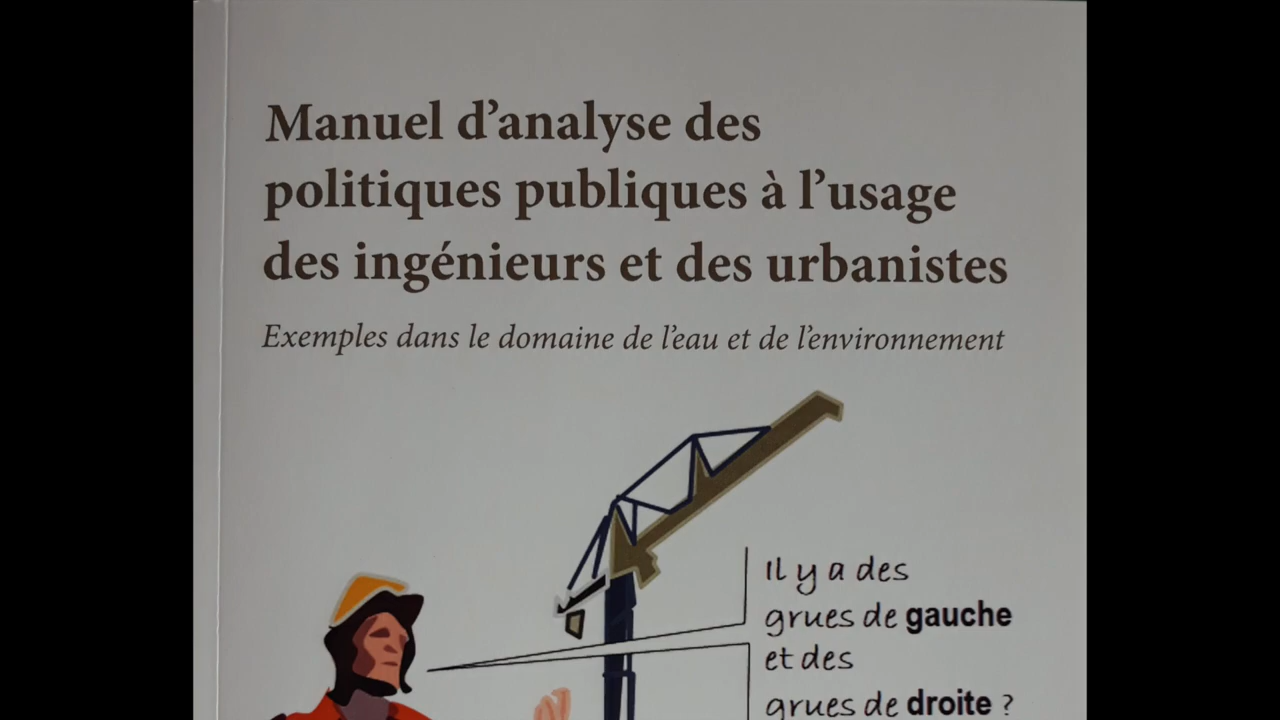 Manuel d'analyse des
politiques publiques à l'usage
des ingénieurs et des urbanistes
Exemples dans le domaine de l'eau et de l'environnement
Il y a des
grues de gauche
et des
grues de droite ?